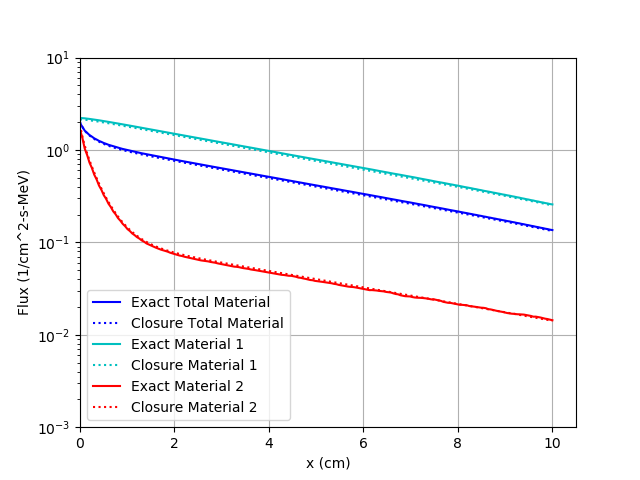 10^1
10^0
10^-1
10^-2
10^-3
Flux (1/cm^2-s-MeV)
Exact Total Material
Closure Total Material
Exact Material 1
Closure Material 1
Exact Material 2
Closure Material 2
0 2 4 6 8 10
x (cm)